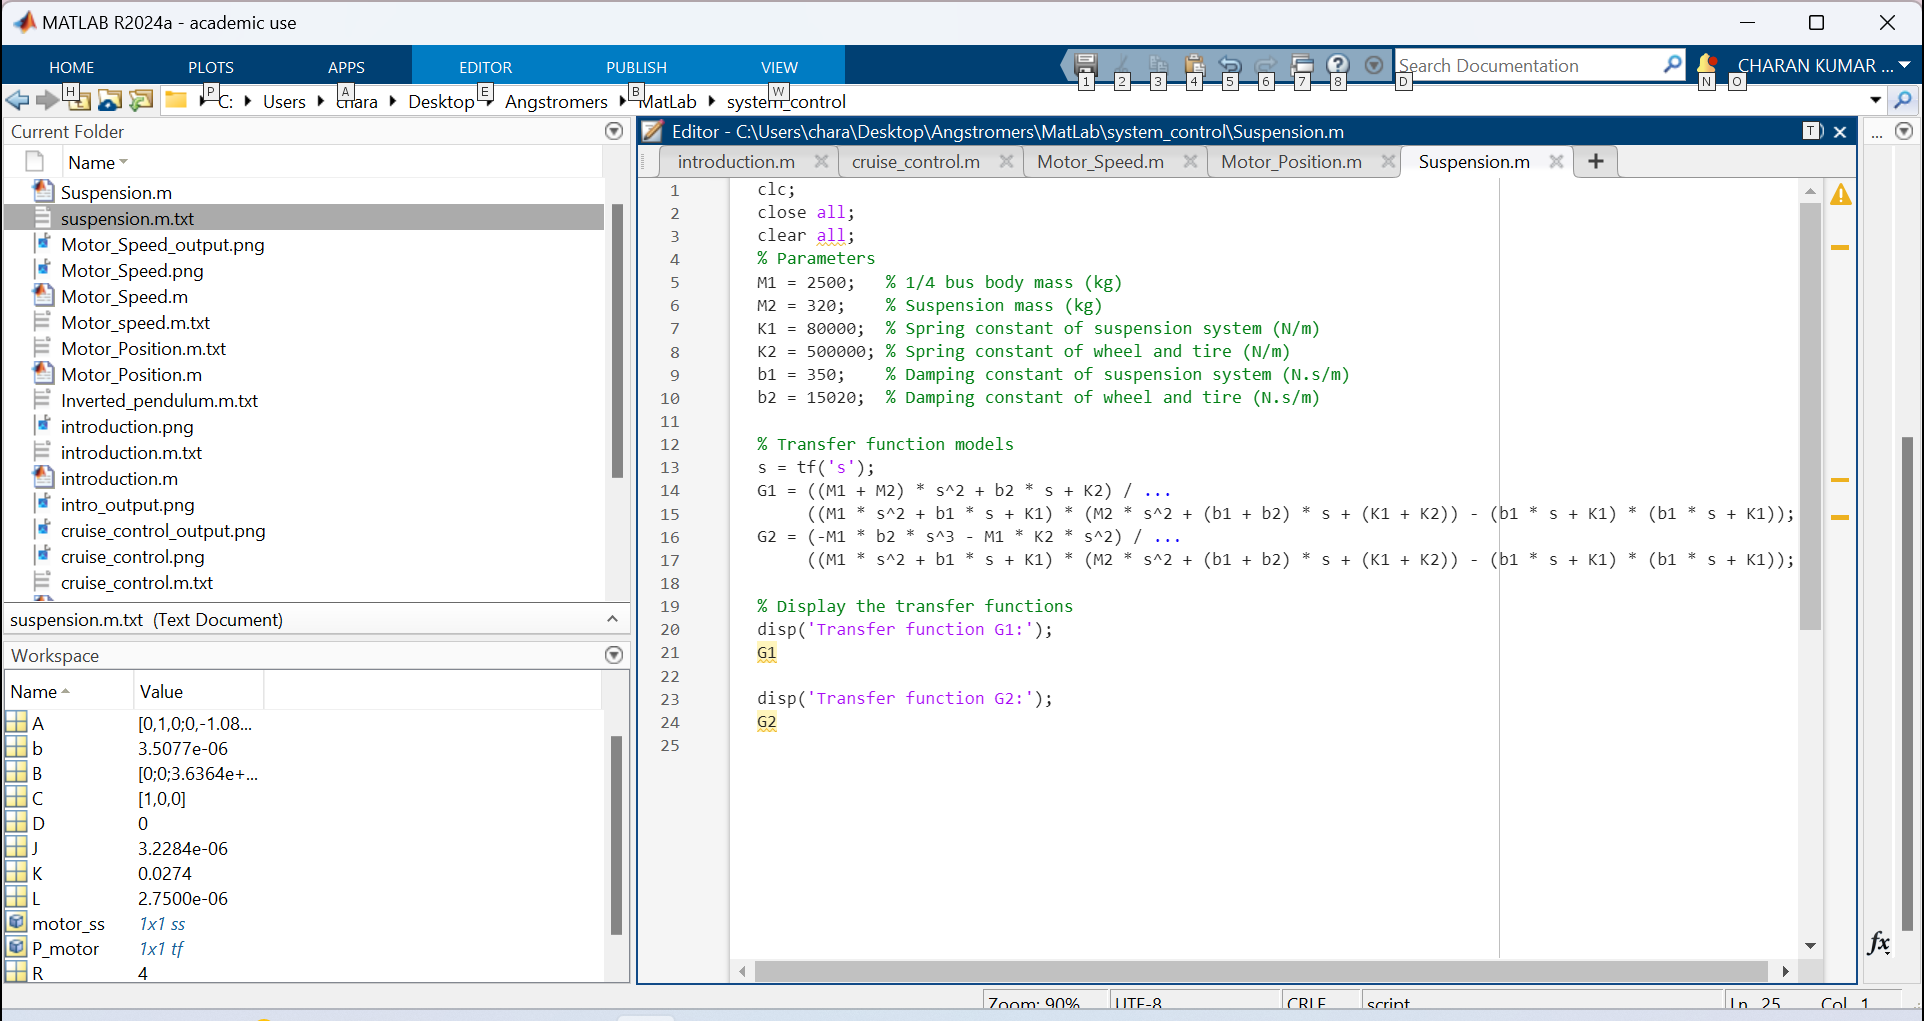 MATLAB R2024a - academic use
HOME PLOTS APPS EDITOR PUBLISH VIEW
Search Documentation
CHARAN KUMAR ...
H P A E B W 1 2 3 4 5 6 7 8 D N O
C: Users chara Desktop Angstromers MatLab system_control
Current Folder
Name
Suspension.m
suspension.m.txt
Motor_Speed_output.png
Motor_Speed.png
Motor_Speed.m
Motor_speed.m.txt
Motor_Position.m.txt
Motor_Position.m
Inverted_pendulum.m.txt
introduction.png
introduction.m.txt
introduction.m
intro_output.png
cruise_control_output.png
cruise_control.png
cruise_control.m.txt
suspension.m.txt (Text Document)
Workspace
Name Value
A [0,1,0;0,-1.08...
b 3.5077e-06
B [0;0;3.6364e+...
C [1,0,0]
D 0
J 3.2284e-06
K 0.0274
L 2.7500e-06
motor_ss 1x1 ss
P_motor 1x1 tf
R 4
Editor - C:\Users\chara\Desktop\Angstromers\MatLab\system_control\Suspension.m
T
...
introduction.m cruise_control.m Motor_Speed.m Motor_Position.m Suspension.m
1 clc;
2 close all;
3 clear all;
4 % Parameters
5 M1 = 2500; % 1/4 bus body mass (kg)
6 M2 = 320; % Suspension mass (kg)
7 K1 = 80000; % Spring constant of suspension system (N/m)
8 K2 = 500000; % Spring constant of wheel and tire (N/m)
9 b1 = 350; % Damping constant of suspension system (N.s/m)
10 b2 = 15020; % Damping constant of wheel and tire (N.s/m)
11
12 % Transfer function models
13 s = tf('s');
14 G1 = ((M1 + M2) * s^2 + b2 * s + K2) / ...
15 ((M1 * s^2 + b1 * s + K1) * (M2 * s^2 + (b1 + b2) * s + (K1 + K2)) - (b1 * s + K1) * (b1 * s + K1));
16 G2 = (-M1 * b2 * s^3 - M1 * K2 * s^2) / ...
17 ((M1 * s^2 + b1 * s + K1) * (M2 * s^2 + (b1 + b2) * s + (K1 + K2)) - (b1 * s + K1) * (b1 * s + K1));
18
19 % Display the transfer functions
20 disp('Transfer function G1:');
21 G1
22
23 disp('Transfer function G2:');
24 G2
25
fx
Zoom: 90% UTF-8 CRLF script Ln 25 Col 1